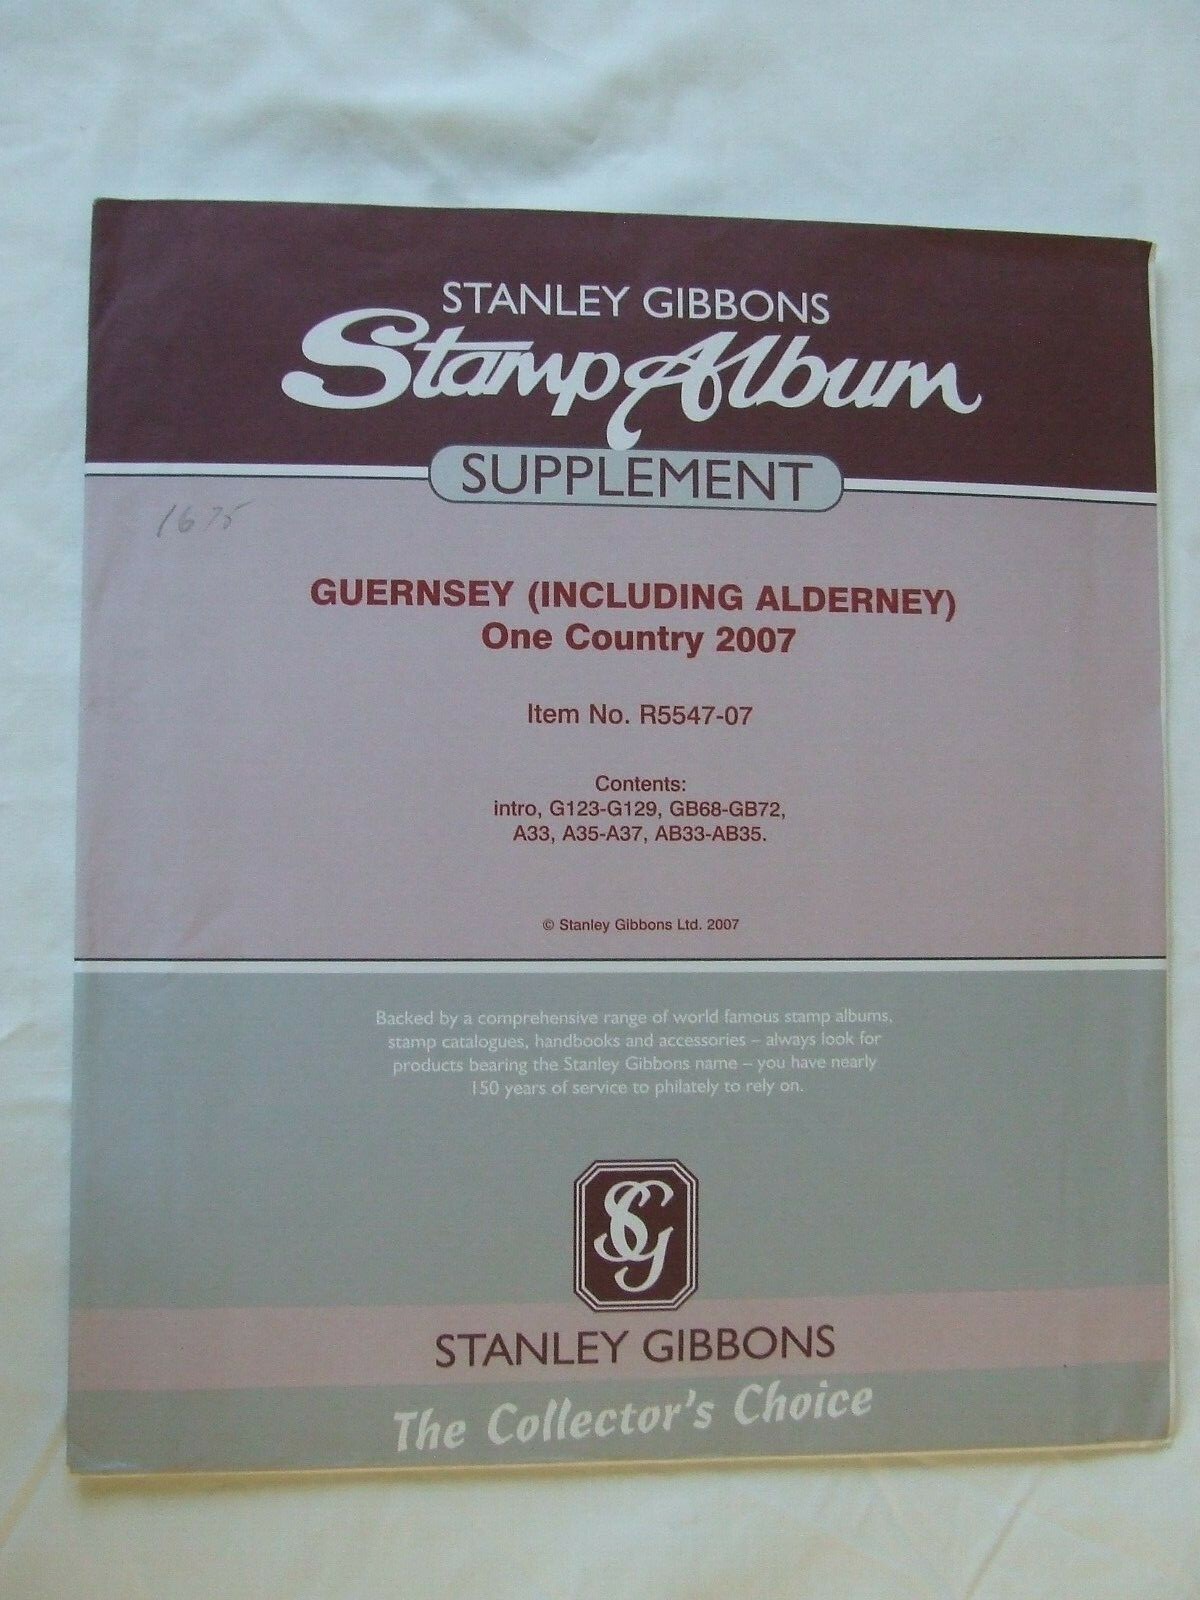 STANLEY GIBBONS
Stamp Album
SUPPLEMENT
1675
GUERNSEY (INCLUDING ALDERNEY)
One Country 2007
Item No. R5547-07
Contents:
intro, G123-G129, GB68-GB72,
A33, A35-A37, AB33-AB35.
© Stanley Gibbons Ltd. 2007
Backed by a comprehensive range of world famous stamp albums,
stamp catalogues, handbooks and accessories – always look for
products bearing the Stanley Gibbons name – you have nearly
150 years of service to philately to rely on.
SG
STANLEY GIBBONS
The Collector's Choice